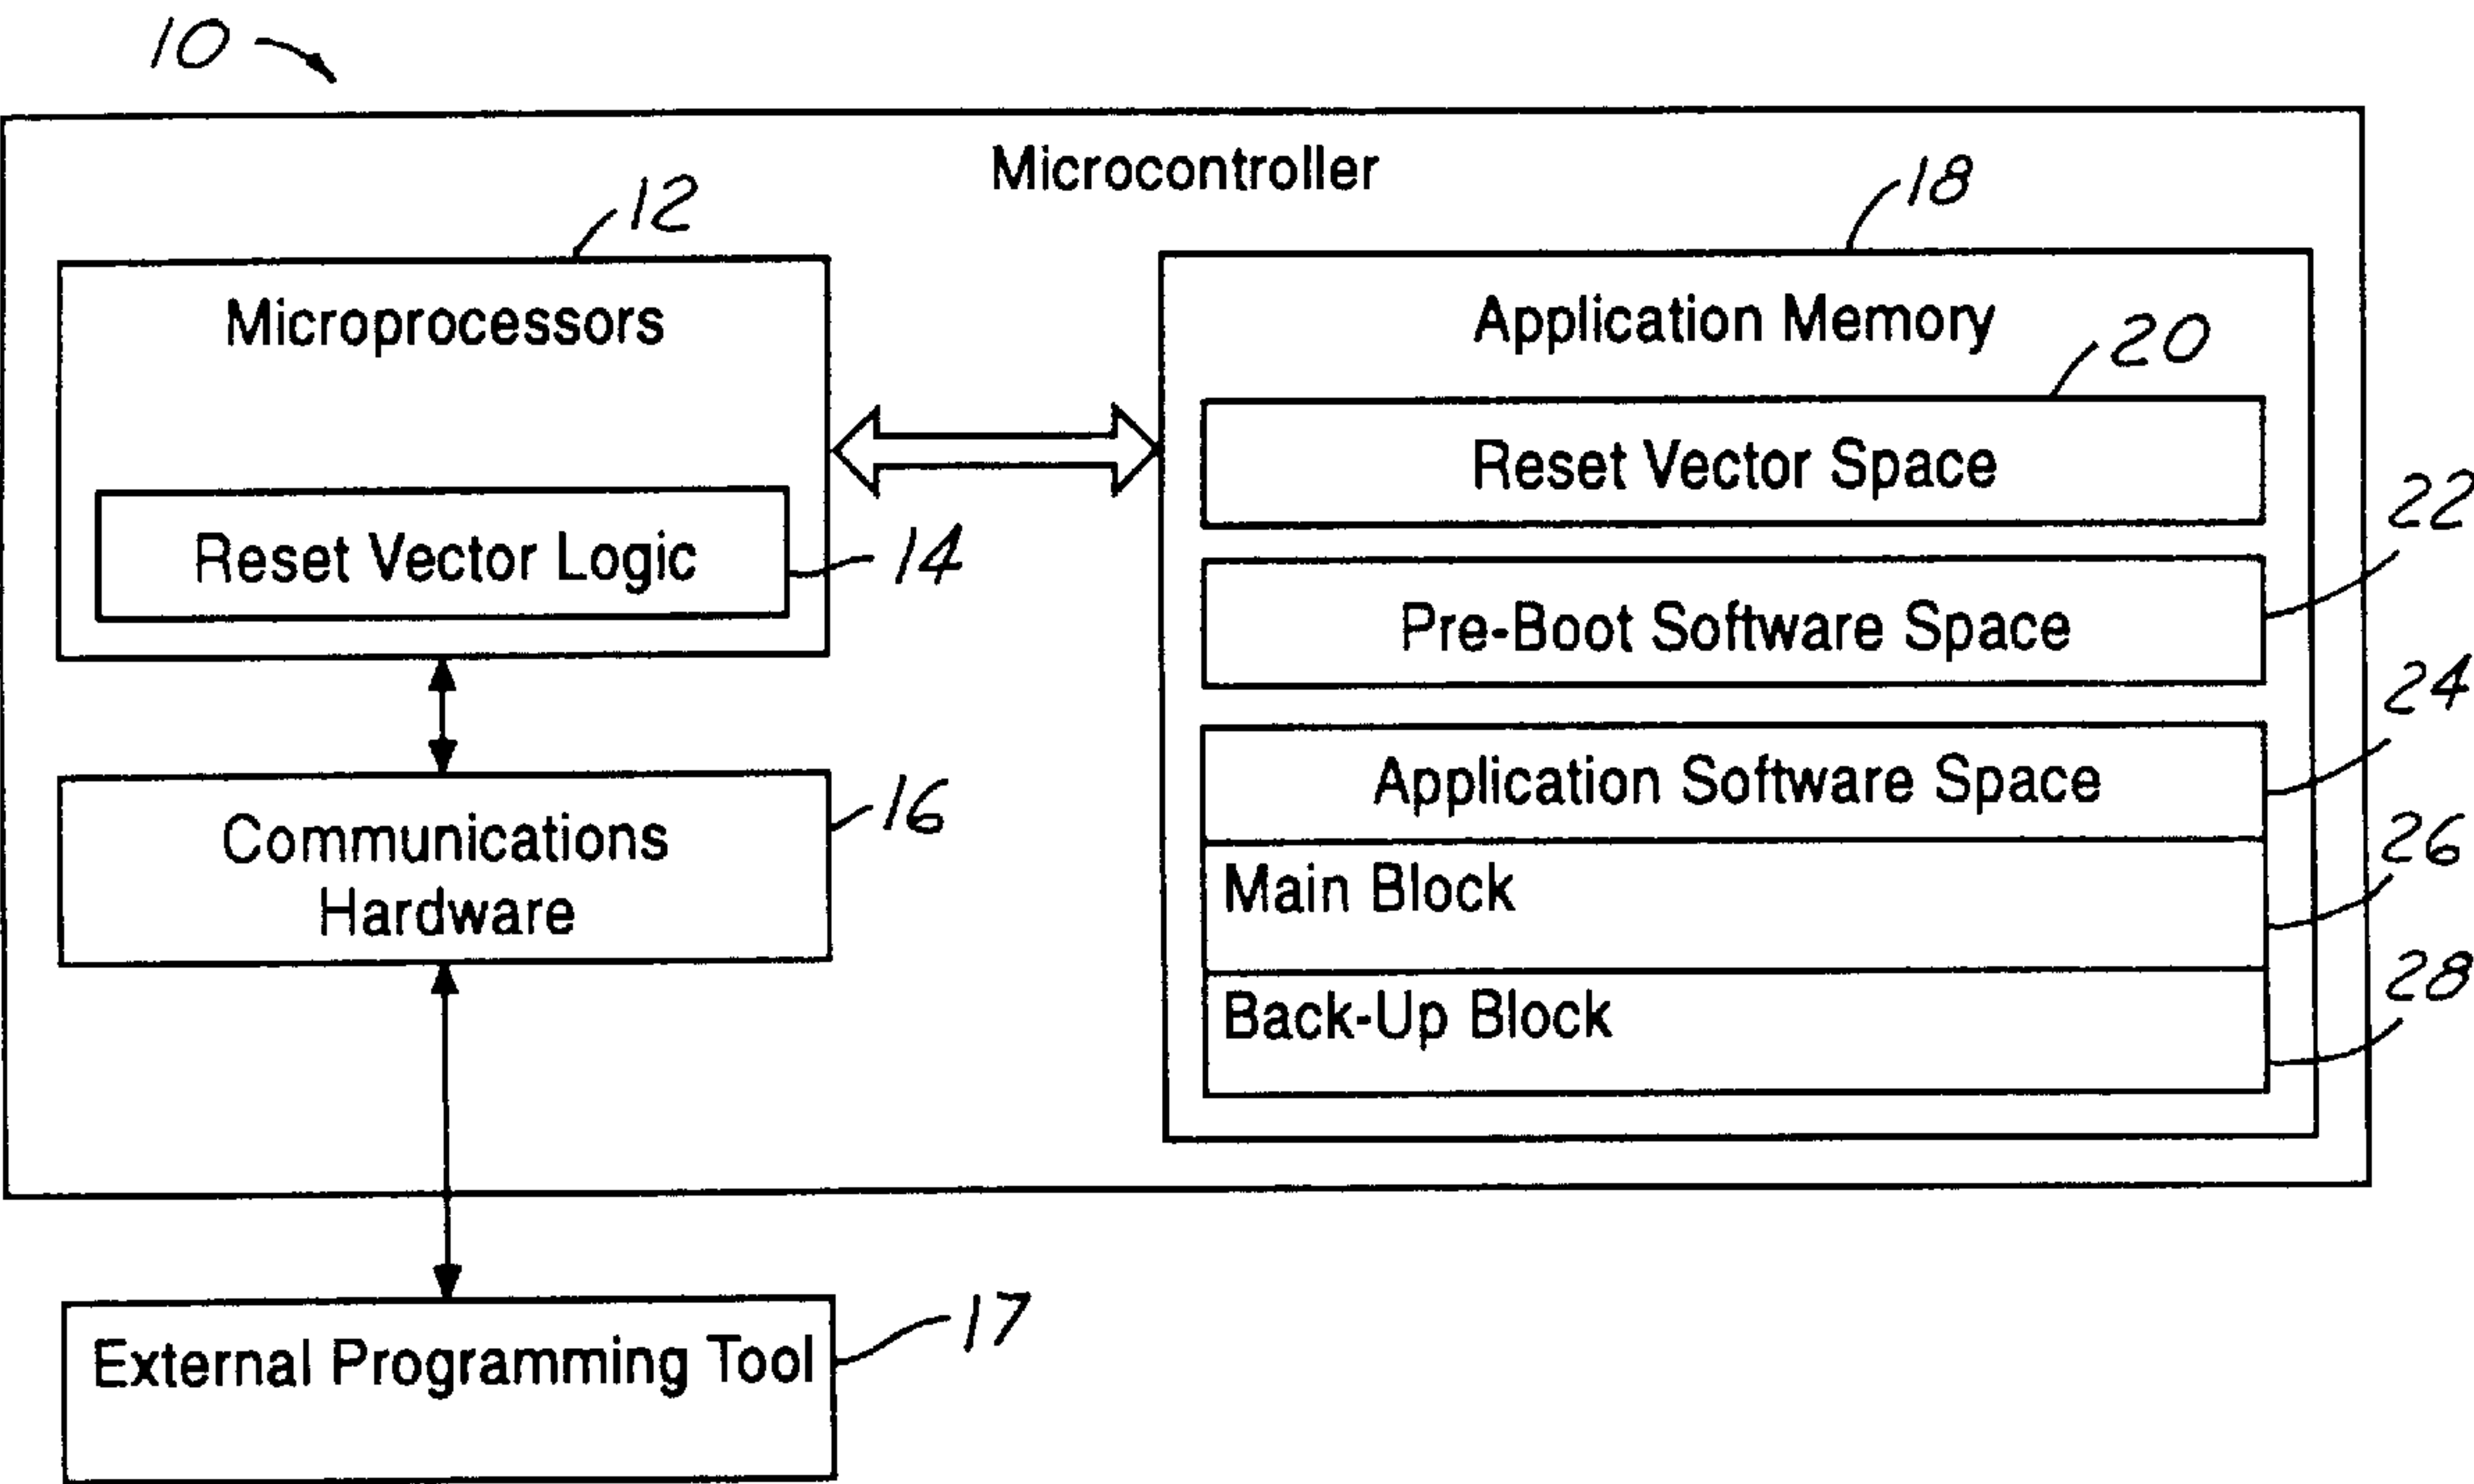 10
Microcontroller
12
18
Microprocessors
Application Memory
20
Reset Vector Space
Reset Vector Logic
14
22
Pre-Boot Software Space
24
Application Software Space
Communications
Hardware
16
26
Main Block
28
Back-Up Block
External Programming Tool
17